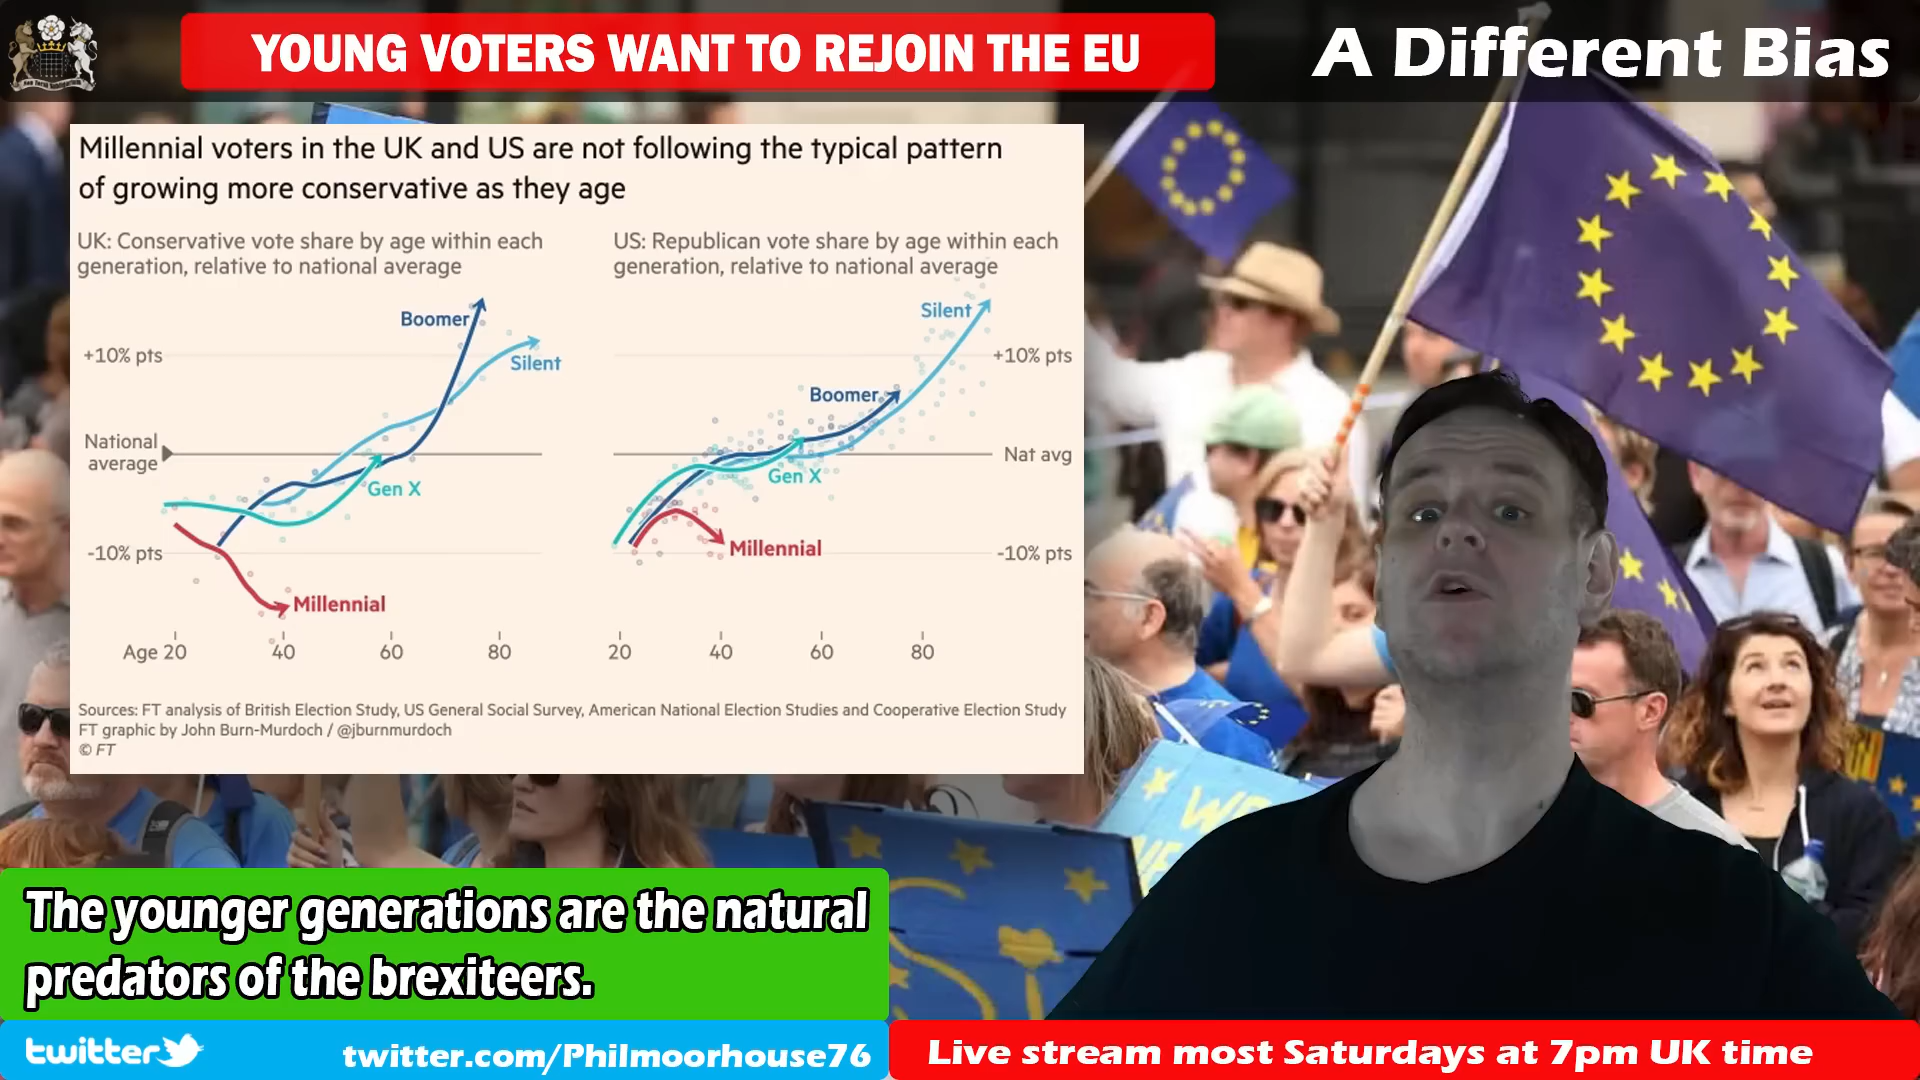 YOUNG VOTERS WANT TO REJOIN THE EU
A Different Bias
Millennial voters in the UK and US are not following the typical pattern
of growing more conservative as they age
UK: Conservative vote share by age within each
generation, relative to national average
US: Republican vote share by age within each
generation, relative to national average
Boomer
Silent
+10% pts
National
average
Gen X
-10% pts
Millennial
Age 20 40 60 80
Silent
+10% pts
Boomer
Nat avg
Gen X
Millennial
-10% pts
20 40 60 80
Sources: FT analysis of British Election Study, US General Social Survey, American National Election Studies and Cooperative Election Study
FT graphic by John Burn-Murdoch / @jburnmurdoch
© FT
The younger generations are the natural
predators of the brexiteers.
twitter
twitter.com/Philmoorhouse76
Live stream most Saturdays at 7pm UK time